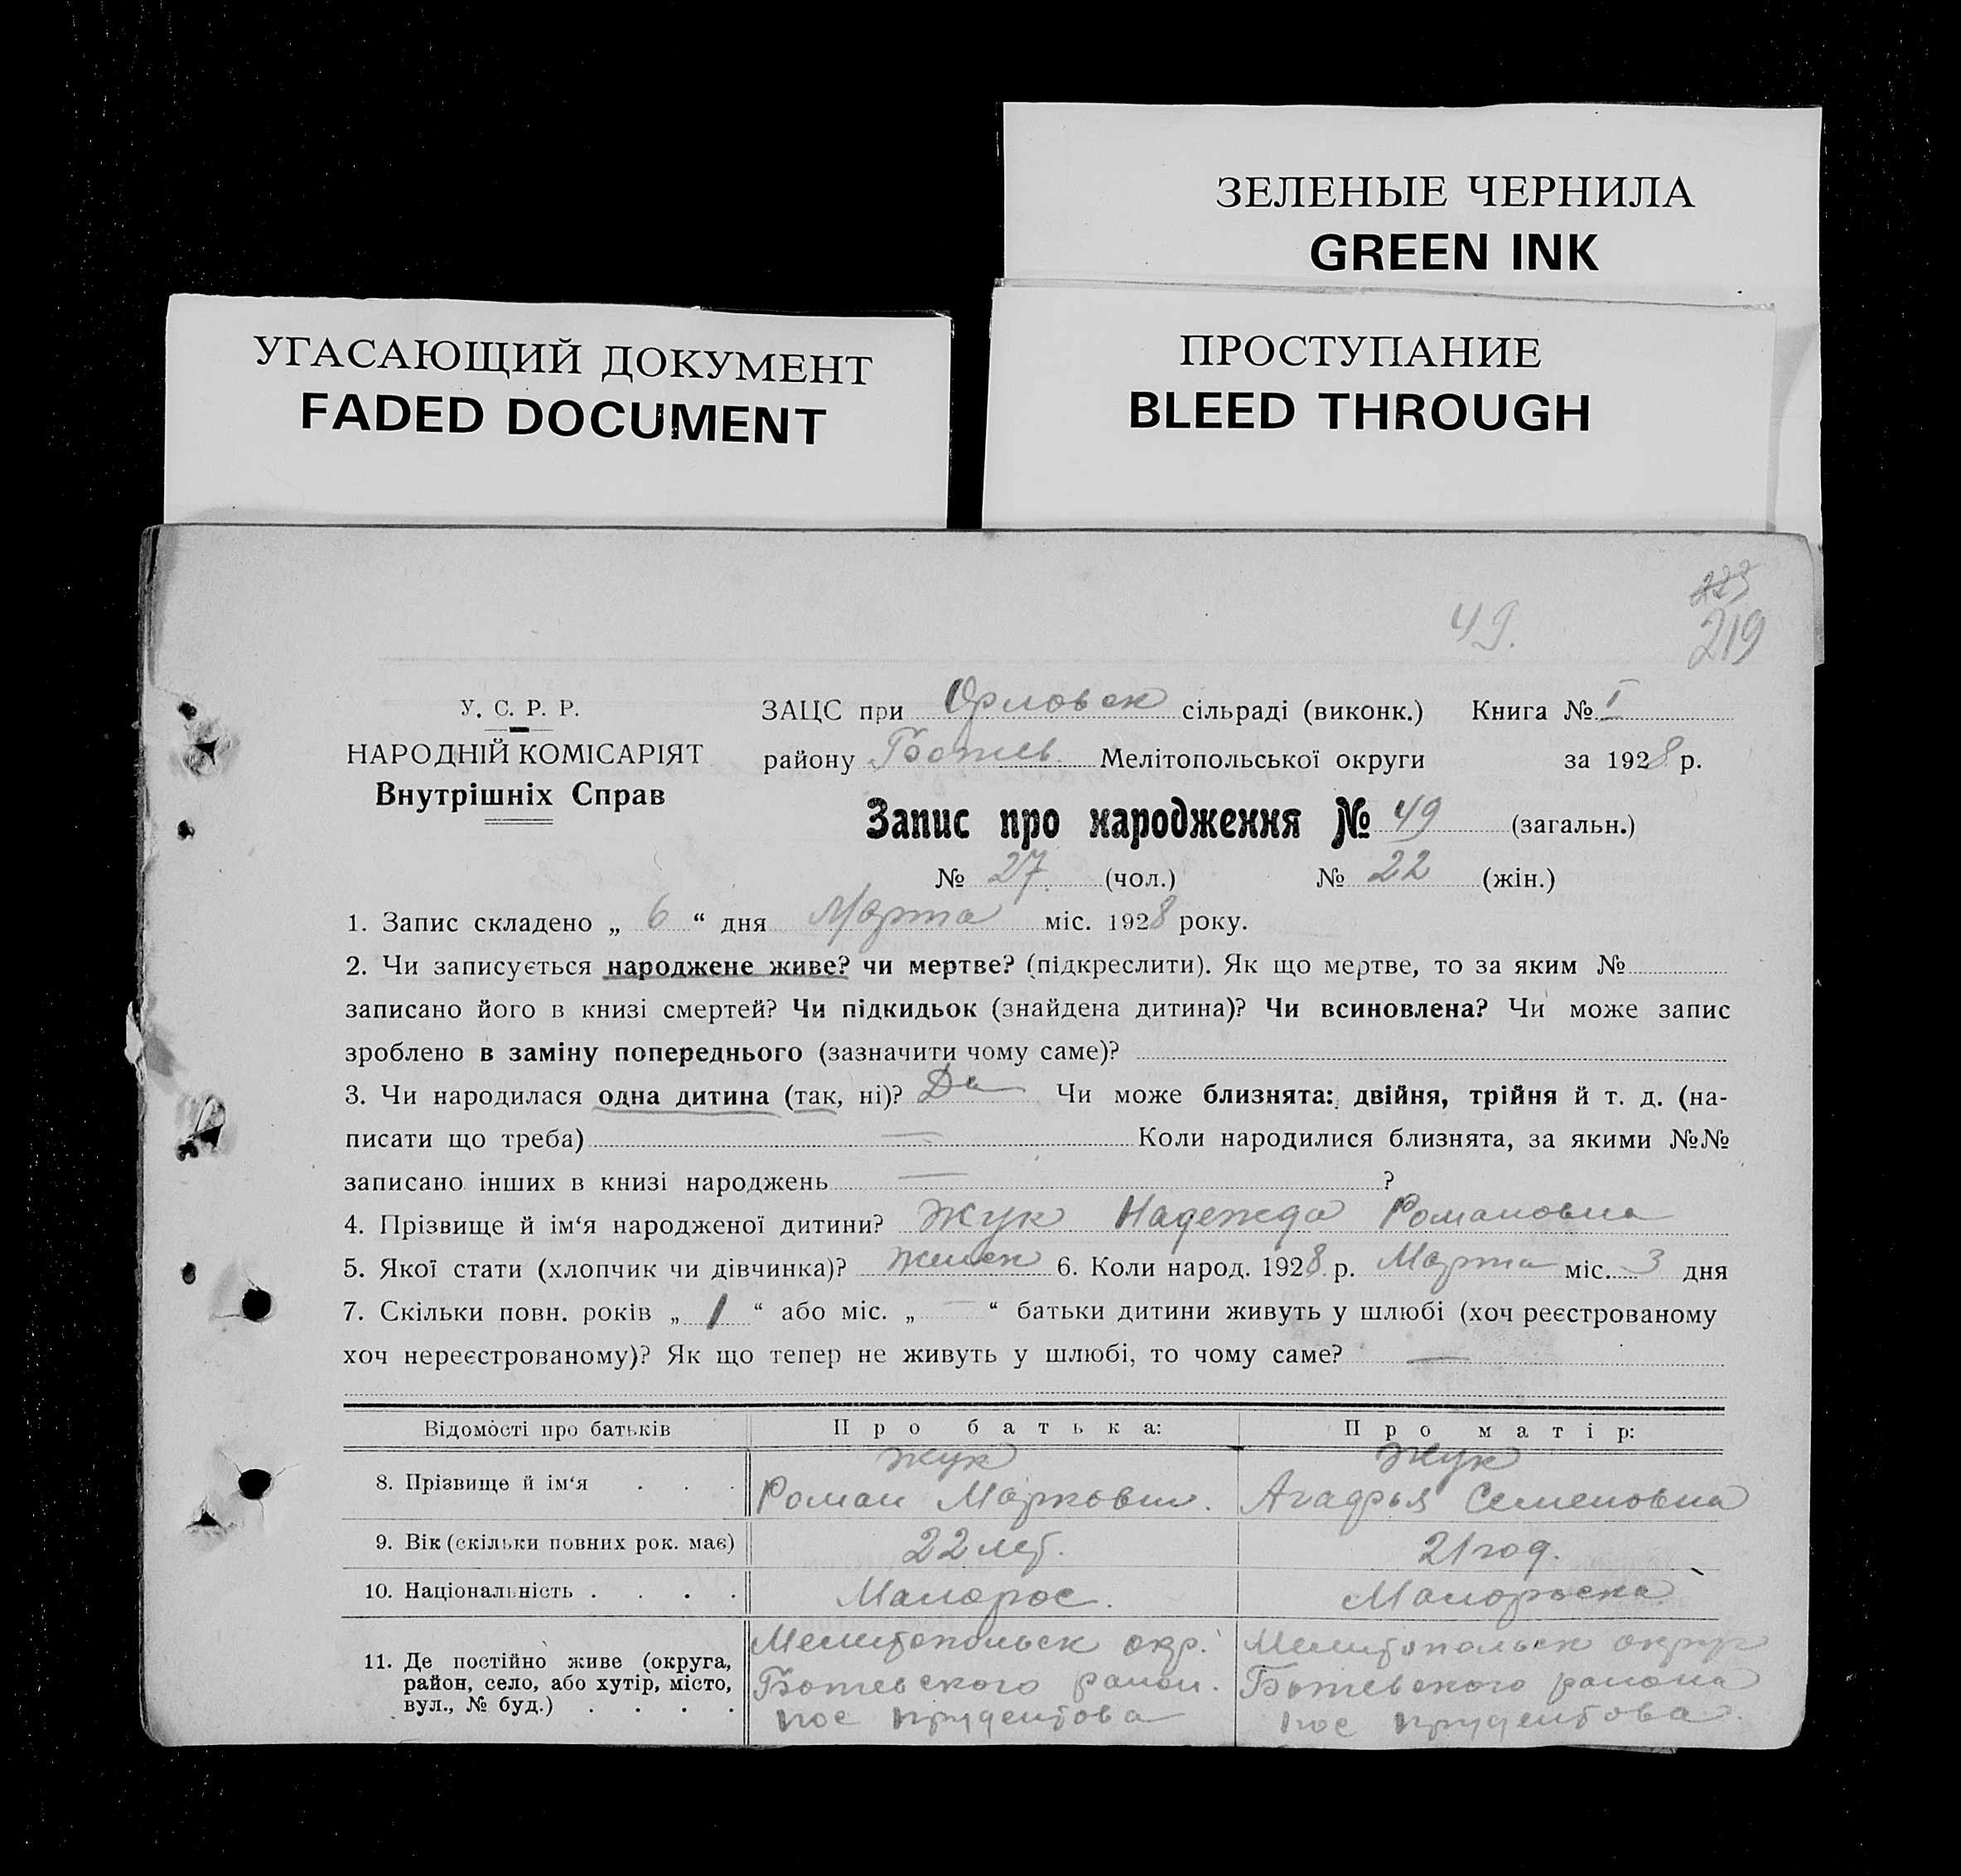 ЗЕЛЕНЫЕ ЧЕРНИЛА
GREEN INK
УГАСАЮЩИЙ ДОКУМЕНТ
FADED DOCUMENT
ПРОСТУПАНИЕ
BLEED THROUGH
49.
219
У. С. Р. Р.
НАРОДНІЙ КОМІСАРІЯТ
Внутрішніх Справ
ЗАЦС при Орловск сільраді (виконк.) Книга № I
району Ботев Мелітопольської округи за 1928 р.
Запис про народження № 49 (загальн.)
№ 27. (чол.) № 22 (жін.)
1. Запис складено „ 6 “ дня Марта міс. 1928 року.
2. Чи записується народжене живе? чи мертве? (підкреслити). Як що мертве, то за яким №
записано його в книзі смертей? Чи підкидьок (знайдена дитина)? Чи всиновлена? Чи може запис
зроблено в заміну попереднього (зазначити чому саме)?
3. Чи народилася одна дитина (так, ні)? Да Чи може близнята: двійня, трійня й т. д. (на-
писати що треба) — Коли народилися близнята, за якими №№
записано інших в книзі народжень — ?
4. Прізвище й ім‘я народженої дитини? Жук Надежда Романовна
5. Якої стати (хлопчик чи дівчинка)? Женск 6. Коли народ. 1928 р. Марта міс. 3 дня
7. Скільки повн. років „ 1 “ або міс. „ — “ батьки дитини живуть у шлюбі (хоч реєстрованому
хоч нереєстрованому)? Як що тепер не живуть у шлюбі, то чому саме? —
Відомості про батьків Про батька: Про матір:
8. Прізвище й ім‘я . . . Жук Роман Маркович. Жук Агафья Семеновна
9. Вік (скільки повних рок. має) 22 лет. 21 год.
10. Національність . . . . Малорос. Малороска
11. Де постійно живе (округа, район, село, або хутір, місто, вул., № буд.) . . . .
Мелитопольск окр. Ботевского район. пос Прудентова
Мелитопольск округ Ботевского района пос Прудентова.